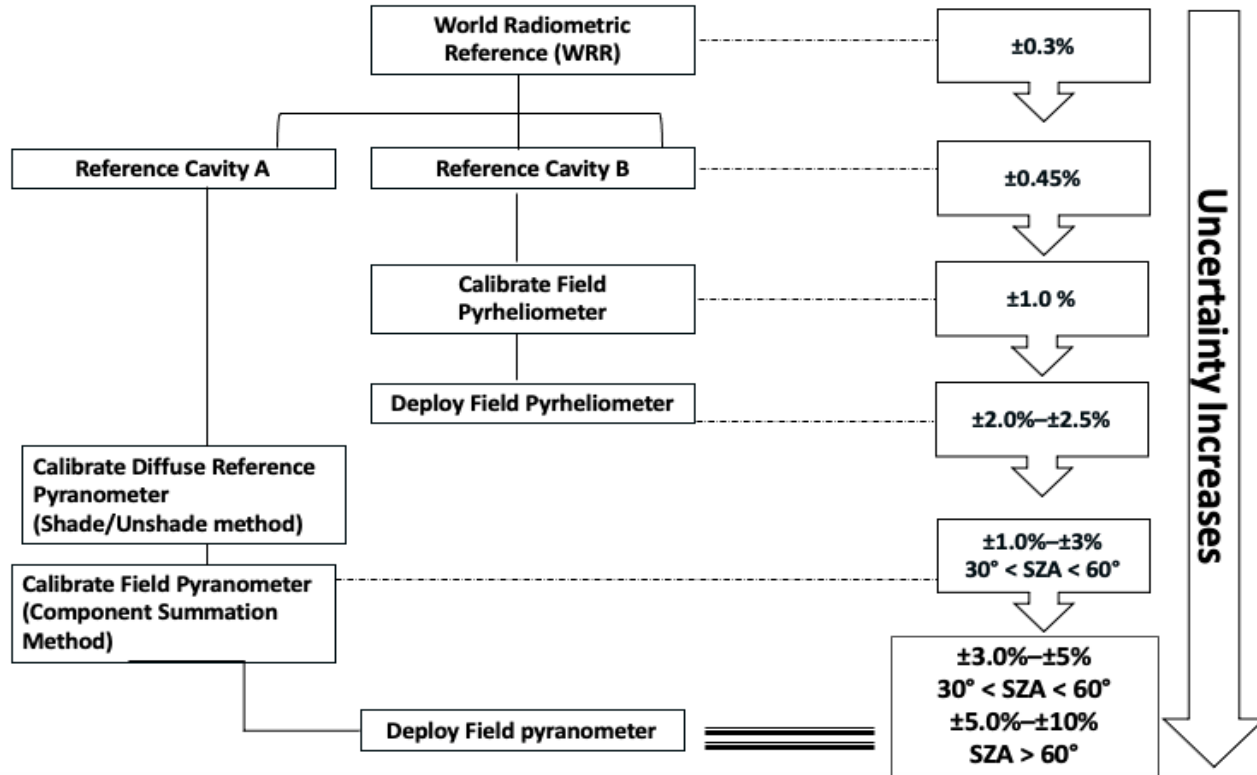 World Radiometric
Reference (WRR)
±0.3%
Reference Cavity A
Reference Cavity B
±0.45%
Calibrate Field
Pyrheliometer
±1.0 %
Deploy Field Pyrheliometer
±2.0%–±2.5%
Calibrate Diffuse Reference
Pyranometer
(Shade/Unshade method)
±1.0%–±3%
30° < SZA < 60°
Calibrate Field Pyranometer
(Component Summation
Method)
Deploy Field pyranometer
±3.0%–±5%
30° < SZA < 60°
±5.0%–±10%
SZA > 60°
Uncertainty Increases